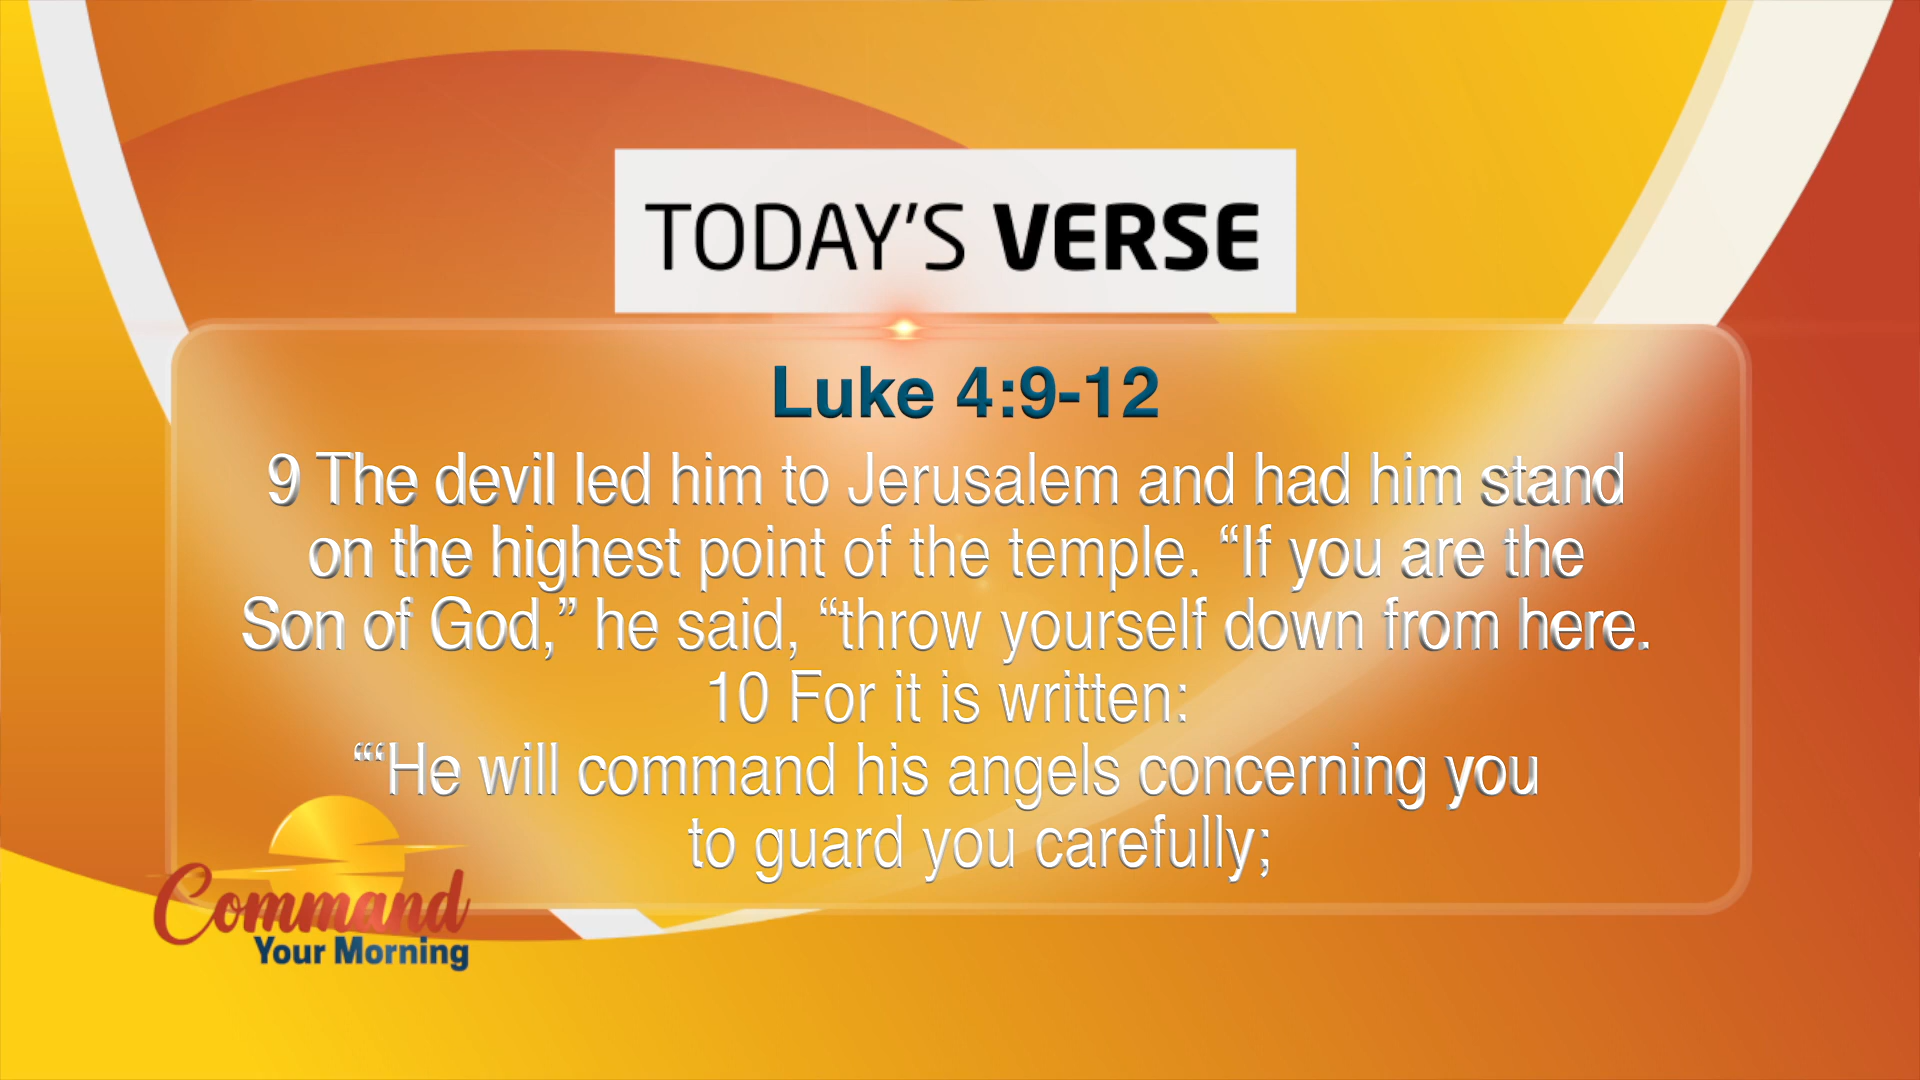 TODAY'S VERSE
Luke 4:9-12
9 The devil led him to Jerusalem and had him stand
on the highest point of the temple. “If you are the
Son of God,” he said, “throw yourself down from here.
10 For it is written:
“‘He will command his angels concerning you
to guard you carefully;
Command
Your Morning